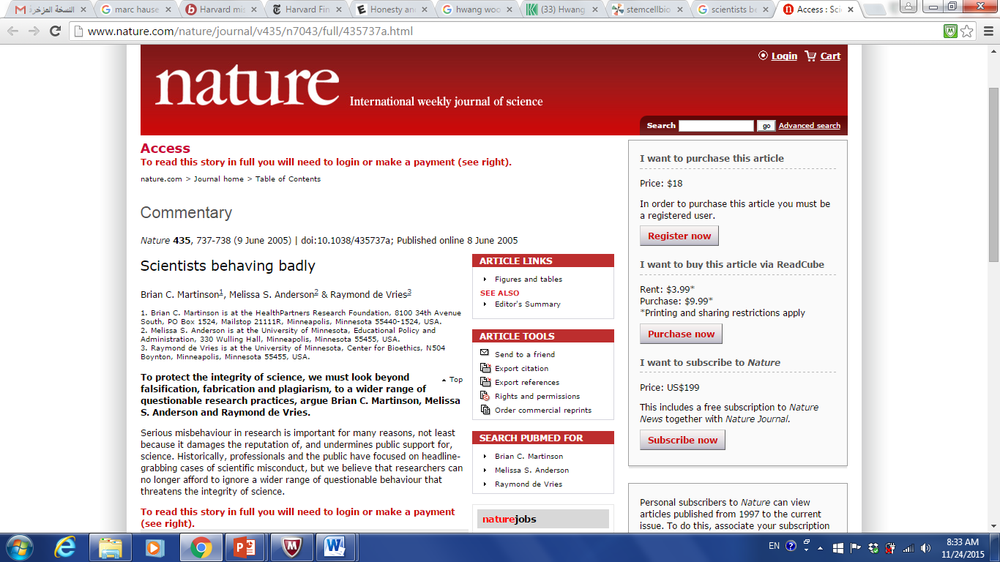 النسخة المزخرة
marc hause
Harvard mis
Harvard Fin
Honesty an
hwang woo
(33) Hwang
stemcellbio
scientists be
Access : Sci
www.nature.com/nature/journal/v435/n7043/full/435737a.html
Login Cart
nature International weekly journal of science
Search go Advanced search
Access
To read this story in full you will need to login or make a payment (see right).
nature.com > Journal home > Table of Contents
Commentary
Nature 435, 737-738 (9 June 2005) | doi:10.1038/435737a; Published online 8 June 2005
Scientists behaving badly
Brian C. Martinson1, Melissa S. Anderson2 & Raymond de Vries3
1. Brian C. Martinson is at the HealthPartners Research Foundation, 8100 34th Avenue
South, PO Box 1524, Mailstop 21111R, Minneapolis, Minnesota 55440-1524, USA.
2. Melissa S. Anderson is at the University of Minnesota, Educational Policy and
Administration, 330 Wulling Hall, Minneapolis, Minnesota 55455, USA.
3. Raymond de Vries is at the University of Minnesota, Center for Bioethics, N504
Boynton, Minneapolis, Minnesota 55455, USA.
Top
To protect the integrity of science, we must look beyond
falsification, fabrication and plagiarism, to a wider range of
questionable research practices, argue Brian C. Martinson, Melissa
S. Anderson and Raymond de Vries.
Serious misbehaviour in research is important for many reasons, not least
because it damages the reputation of, and undermines public support for,
science. Historically, professionals and the public have focused on headline-
grabbing cases of scientific misconduct, but we believe that researchers can
no longer afford to ignore a wider range of questionable behaviour that
threatens the integrity of science.
To read this story in full you will need to login or make a payment
(see right).
ARTICLE LINKS
Figures and tables
SEE ALSO
Editor's Summary
ARTICLE TOOLS
Send to a friend
Export citation
Export references
Rights and permissions
Order commercial reprints
SEARCH PUBMED FOR
Brian C. Martinson
Melissa S. Anderson
Raymond de Vries
naturejobs
I want to purchase this article
Price: $18
In order to purchase this article you must be
a registered user.
Register now
I want to buy this article via ReadCube
Rent: $3.99*
Purchase: $9.99*
*Printing and sharing restrictions apply
Purchase now
I want to subscribe to Nature
Price: US$199
This includes a free subscription to Nature
News together with Nature Journal.
Subscribe now
Personal subscribers to Nature can view
articles published from 1997 to the current
issue. To do this, associate your subscription
EN
8:33 AM
11/24/2015